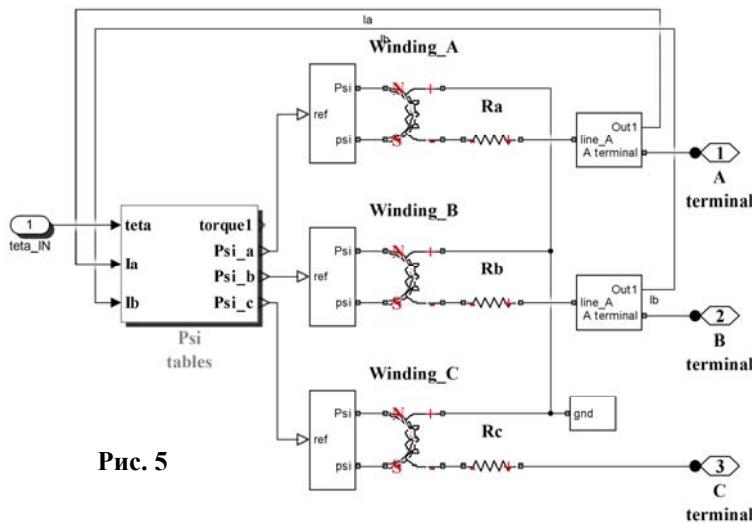 Ia
Ib
Winding_A
Psi
N
+
ref
Ra
psi
S
-
-
+
Out1
line_A
A terminal
1
A
terminal
1
teta_IN
teta
Ia
Ib
torque1
Psi_a
Psi_b
Psi_c
Psi
tables
Winding_B
Psi
N
+
ref
Rb
psi
S
-
-
+
Out1
line_A
A terminal
Ib
2
B
terminal
Winding_C
Psi
N
+
ref
Rc
psi
S
-
-
+
gnd
3
C
terminal
Рис. 5